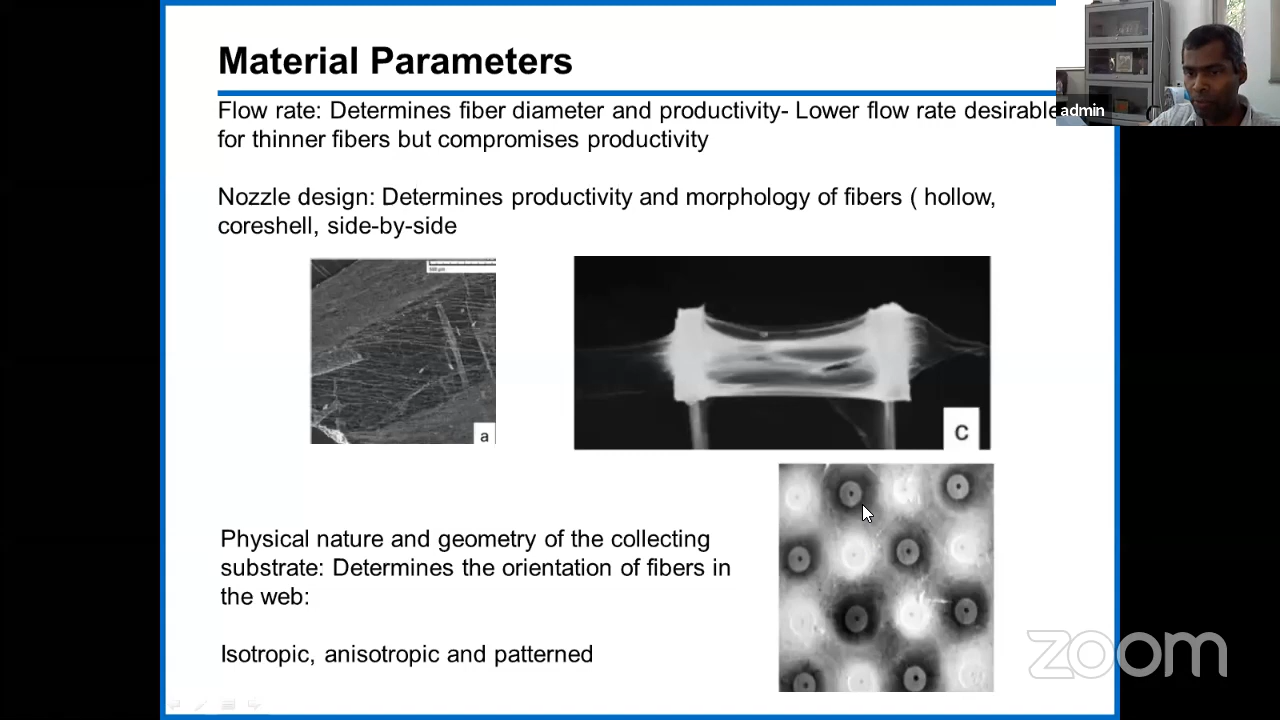 Material Parameters
Flow rate: Determines fiber diameter and productivity- Lower flow rate desirable
for thinner fibers but compromises productivity
Nozzle design: Determines productivity and morphology of fibers ( hollow,
coreshell, side-by-side
a
C
Physical nature and geometry of the collecting
substrate: Determines the orientation of fibers in
the web:
Isotropic, anisotropic and patterned
admin
zoom